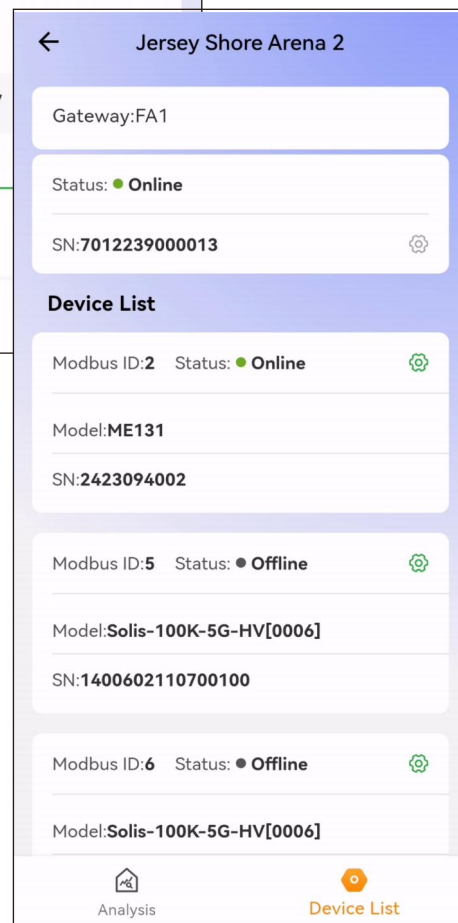 Jersey Shore Arena 2
Gateway:FA1
Status: Online
SN:7012239000013
Device List
Modbus ID:2 Status: Online
Model:ME131
SN:2423094002
Modbus ID:5 Status: Offline
Model:Solis-100K-5G-HV[0006]
SN:1400602110700100
Modbus ID:6 Status: Offline
Model:Solis-100K-5G-HV[0006]
Analysis
Device List